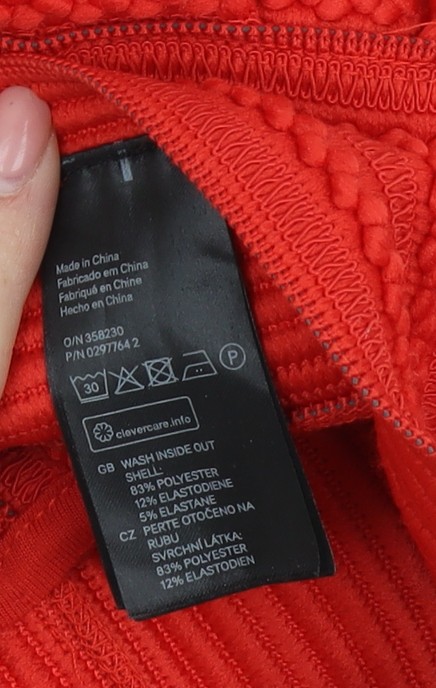 Made in China
Fabricado em China
Fabriqué en Chine
Hecho en China
O/N 358230
P/N 0297764 2
30 P
clevercare.info
GB WASH INSIDE OUT
SHELL:
83% POLYESTER
12% ELASTODIENE
5% ELASTANE
CZ PERTE OTOČENO NA
RUBU
SVRCHNÍ LÁTKA:
83% POLYESTER
12% ELASTODIEN